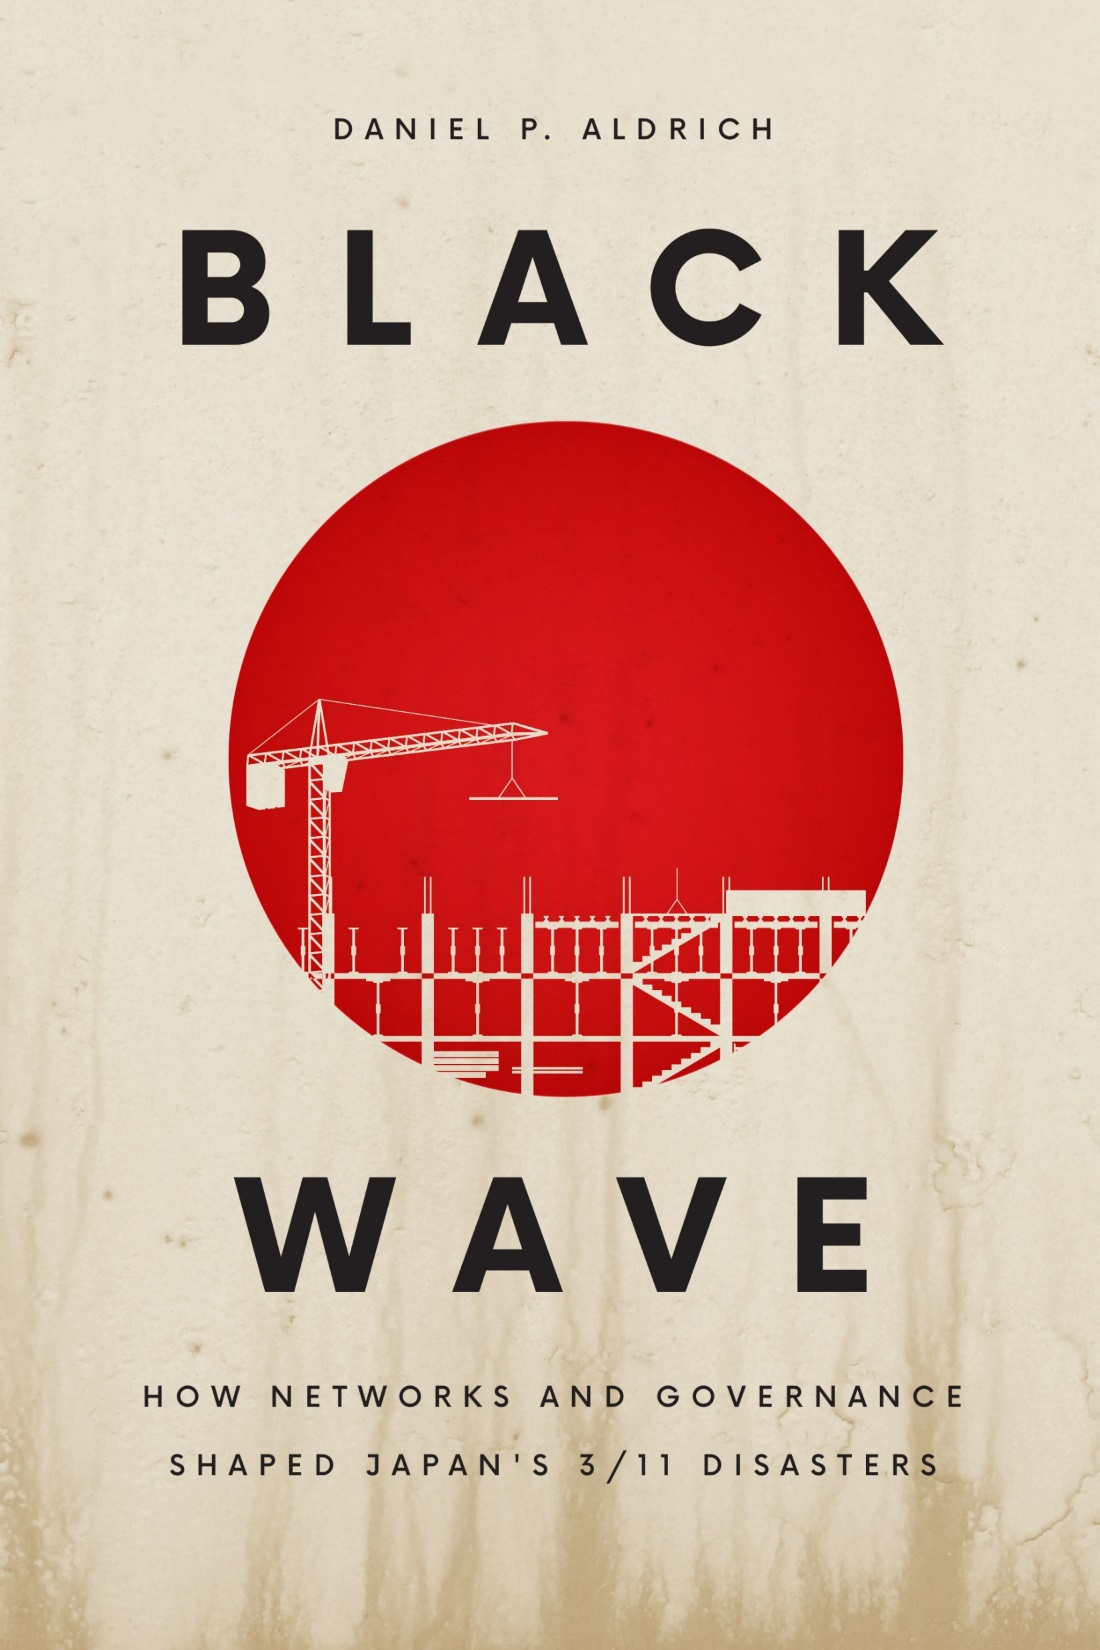 DANIEL P. ALDRICH
BLACK
WAVE
HOW NETWORKS AND GOVERNANCE
SHAPED JAPAN'S 3/11 DISASTERS